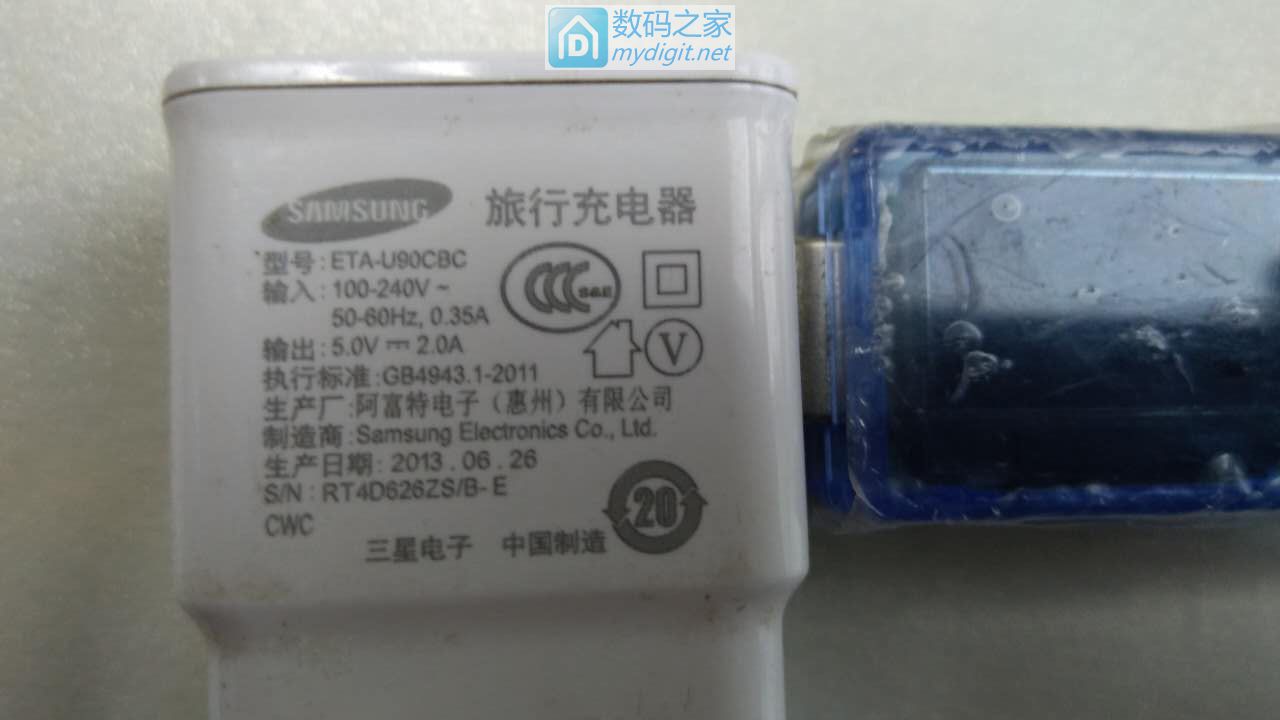 数码之家
mydigit.net
SAMSUNG 旅行充电器
型号：ETA-U90CBC
输入：100-240V ~
50-60Hz, 0.35A
输出：5.0V ⎓ 2.0A
执行标准：GB4943.1-2011
生产厂：阿富特电子（惠州）有限公司
制造商：Samsung Electronics Co., Ltd.
生产日期：2013.06.26
S/N : RT4D626ZS/B- E
CWC
三星电子 中国制造
CCC S&E
V
20